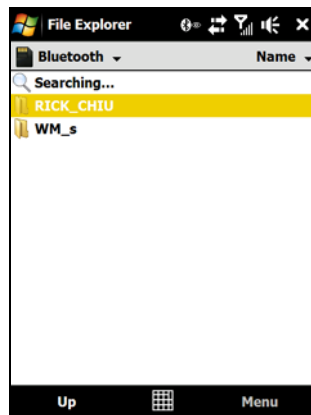 File Explorer
Bluetooth Name
Searching...
RICK_CHIU
WM_s
Up Menu